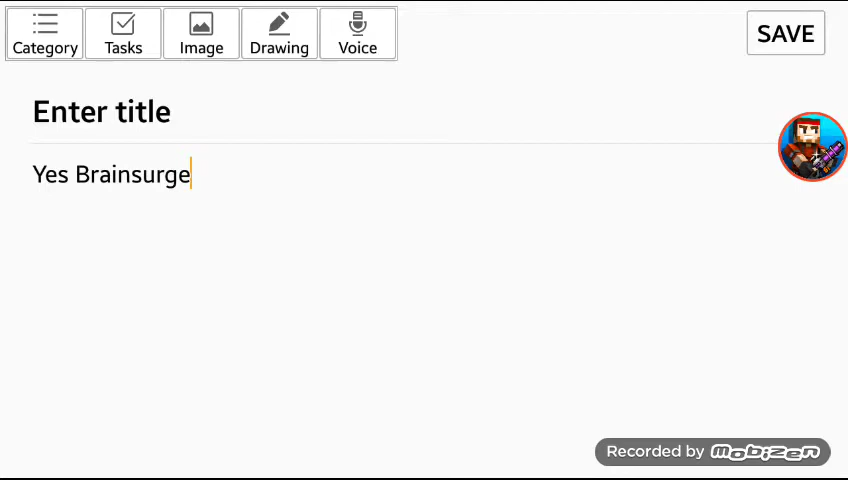 Category Tasks Image Drawing Voice SAVE
Enter title
Yes Brainsurge
Recorded by mobizen